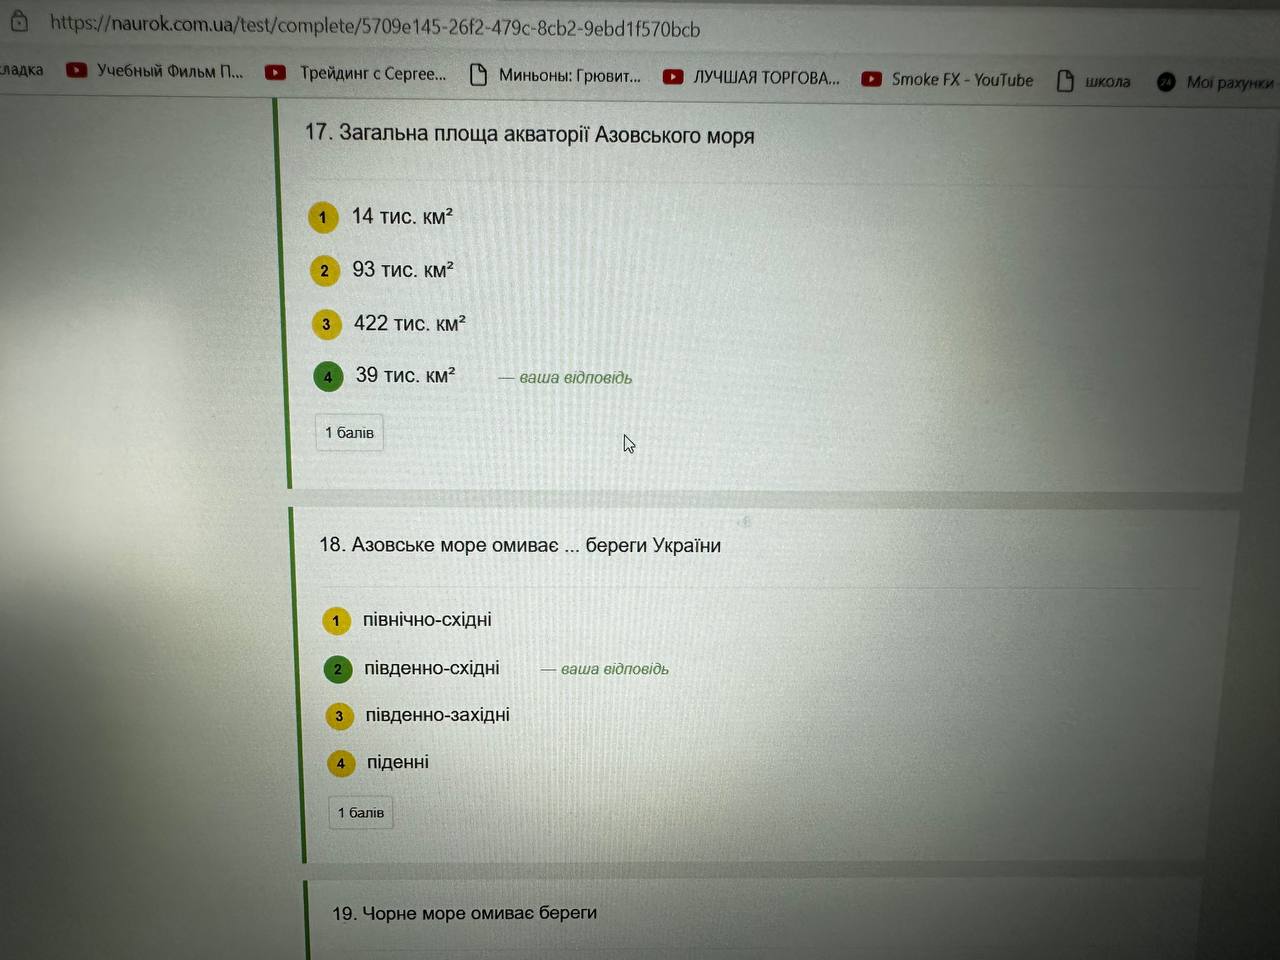 https://naurok.com.ua/test/complete/5709e145-26f2-479c-8cb2-9ebd1f570bcb
ладка Учебный Фильм П... Трейдинг с Сергее... Миньоны: Грювит... ЛУЧШАЯ ТОРГОВА... Smoke FX - YouTube школа 24 Мої рахунки
17. Загальна площа акваторії Азовського моря
1 14 тис. км²
2 93 тис. км²
3 422 тис. км²
4 39 тис. км² — ваша відповідь
1 балів
18. Азовське море омиває ... береги України
1 північно-східні
2 південно-східні — ваша відповідь
3 південно-західні
4 піденні
1 балів
19. Чорне море омиває береги